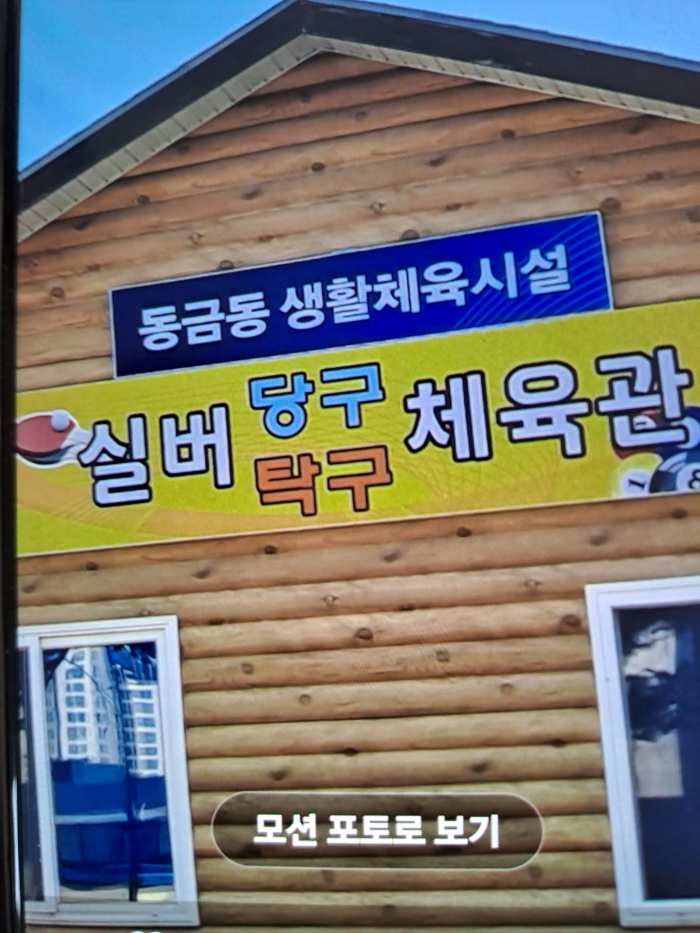 동금동 생활체육시설
실버 당구 탁구 체육관
모션 포토로 보기